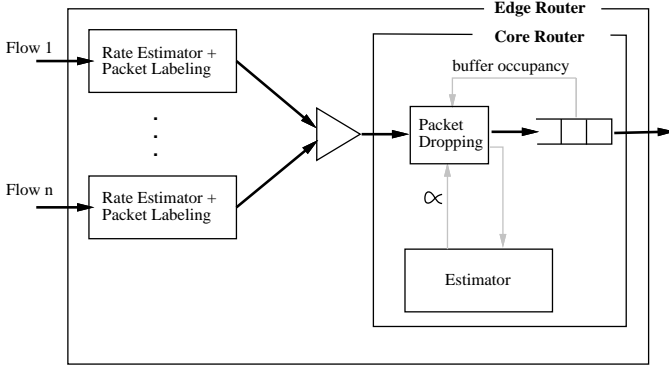 Edge Router
Core Router
Flow 1
Rate Estimator +
Packet Labeling
buffer occupancy
Packet
Dropping
Flow n
Rate Estimator +
Packet Labeling
∝
Estimator